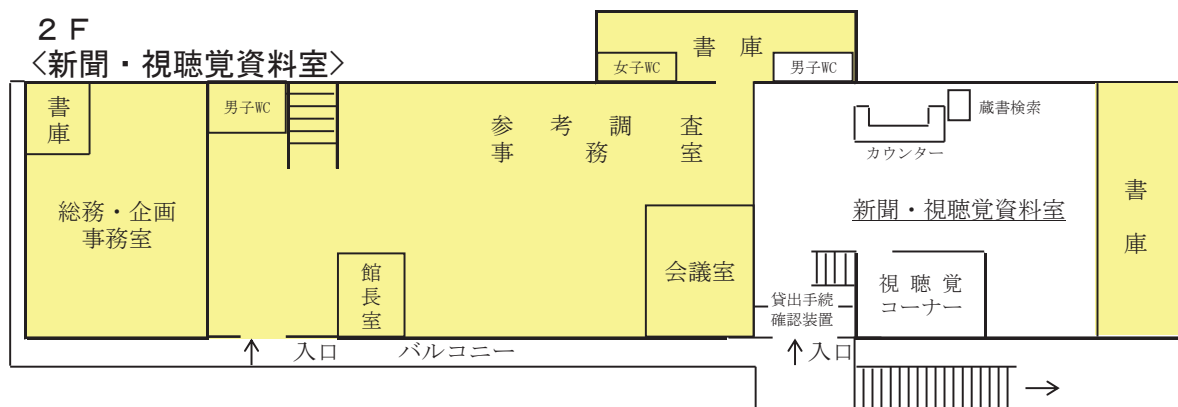 2F
<新聞・視聴覚資料室>
書庫
女子WC
男子WC
書庫
男子WC
参考調査
事務室
蔵書検索
カウンター
総務・企画
事務室
新聞・視聴覚資料室
書庫
館長室
会議室
視聴覚
コーナー
貸出手続
確認装置
入口
バルコニー
入口